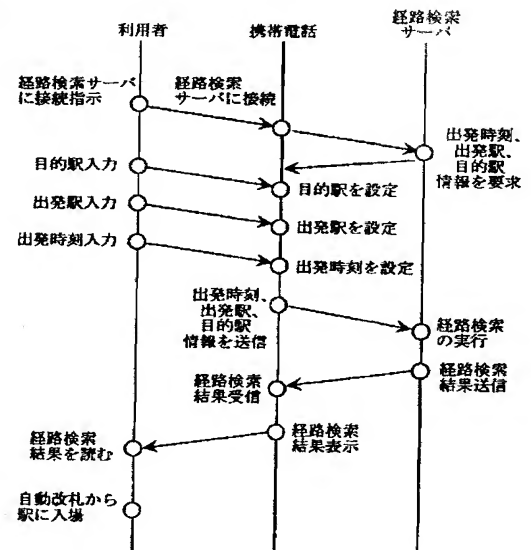 利用者
携帯電話
経路検索
サーバ
経路検索サーバ
に接続指示
経路検索
サーバに接続
出発時刻、
出発駅、
目的駅
情報を要求
目的駅入力
目的駅を設定
出発駅入力
出発駅を設定
出発時刻入力
出発時刻を設定
出発時刻、
出発駅、
目的駅
情報を送信
経路検索
の実行
経路検索
結果送信
経路検索
結果受信
経路検索
結果表示
経路検索
結果を読む
自動改札から
駅に入場